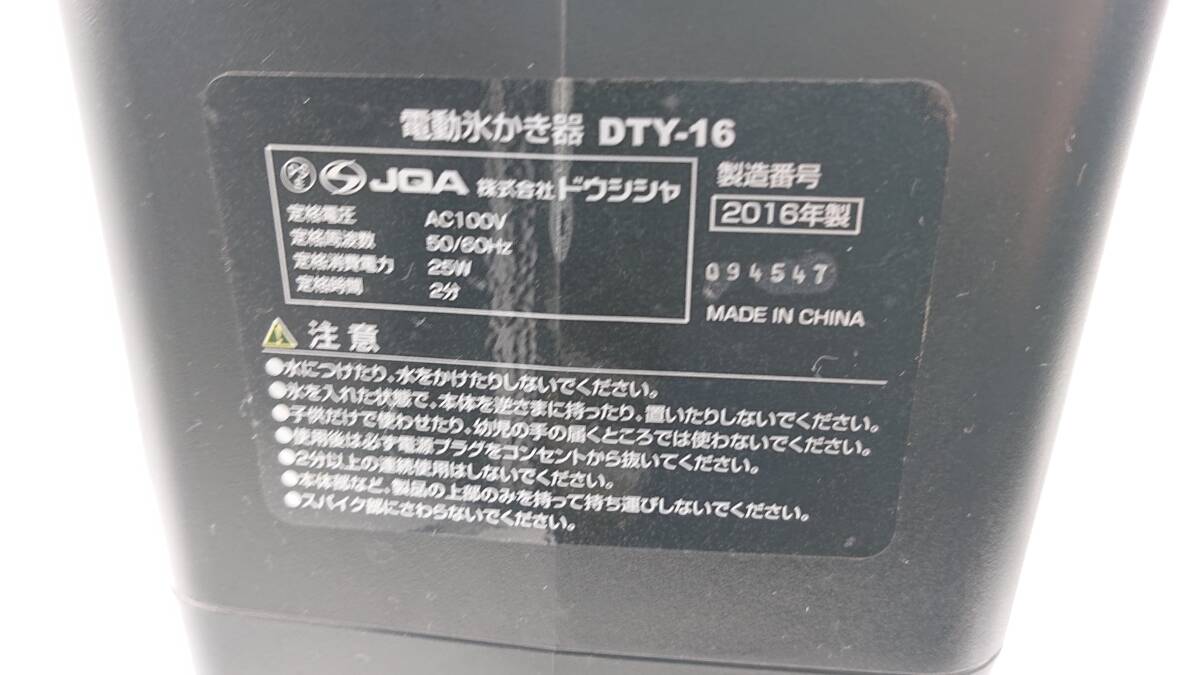 電動氷かき器 DTY-16
JQA 株式会社ドウシシャ
定格電圧 AC100V
定格周波数 50/60Hz
定格消費電力 25W
定格時間 2分
製造番号
2016年製
094547
MADE IN CHINA
注意
●水につけたり、水をかけたりしないでください。
●氷を入れた状態で、本体を逆さまに持ったり、置いたりしないでください。
●子供だけで使わせたり、幼児の手の届くところでは使わないでください。
●使用後は必ず電源プラグをコンセントから抜いてください。
●2分以上の連続使用はしないでください。
●本体部など、製品の上部のみを持って持ち運びしないでください。
●スパイク部にさわらないでください。